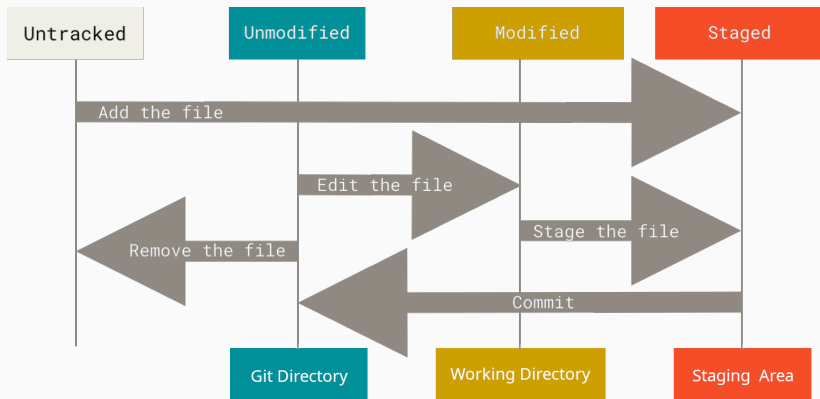 Untracked
Unmodified
Modified
Staged
Add the file
Edit the file
Stage the file
Remove the file
Commit
Git Directory
Working Directory
Staging Area